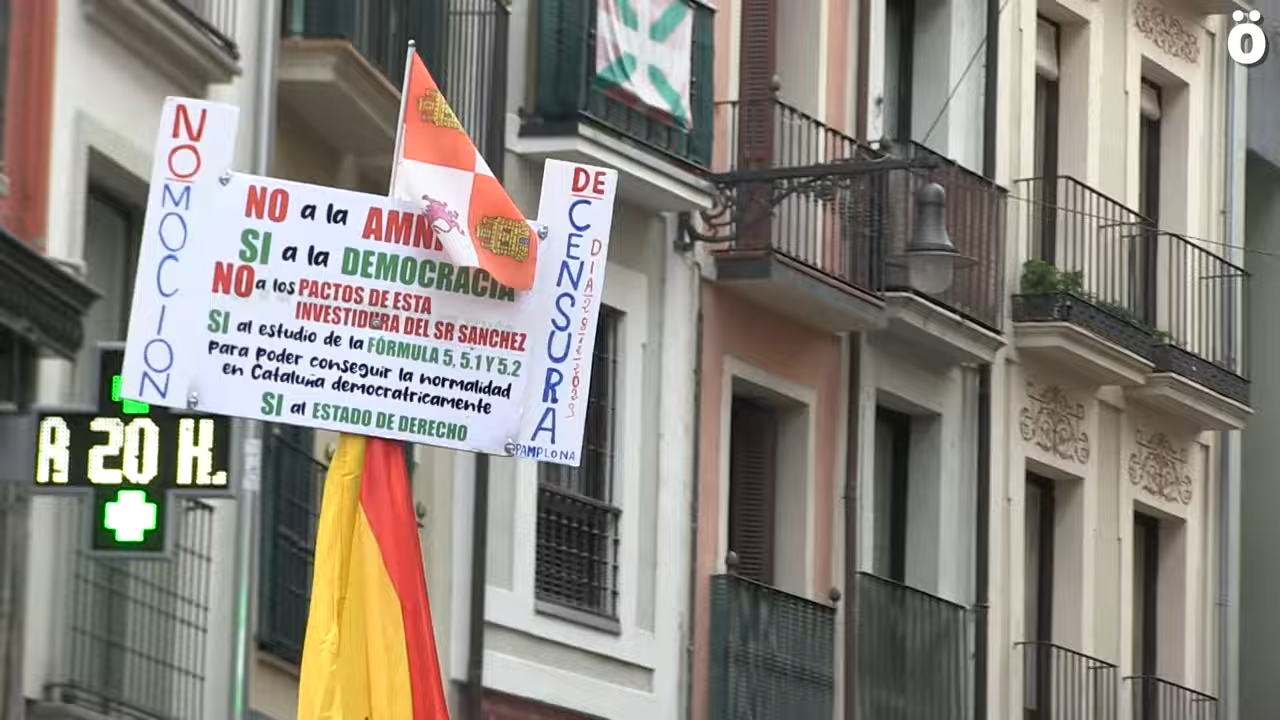 NO MOCION
NO a la
SI a la DEMOCRACIA
NO a los PACTOS DE ESTA
INVESTIDURA DEL SR SANCHEZ
SI al estudio de la FÓRMULA 5, 5.1 Y 5.2
para poder conseguir la normalidad
en Cataluña democratricamente
SI al ESTADO DE DERECHO
DE CENSURA
@PAMPLONA
A 20 H.
ö